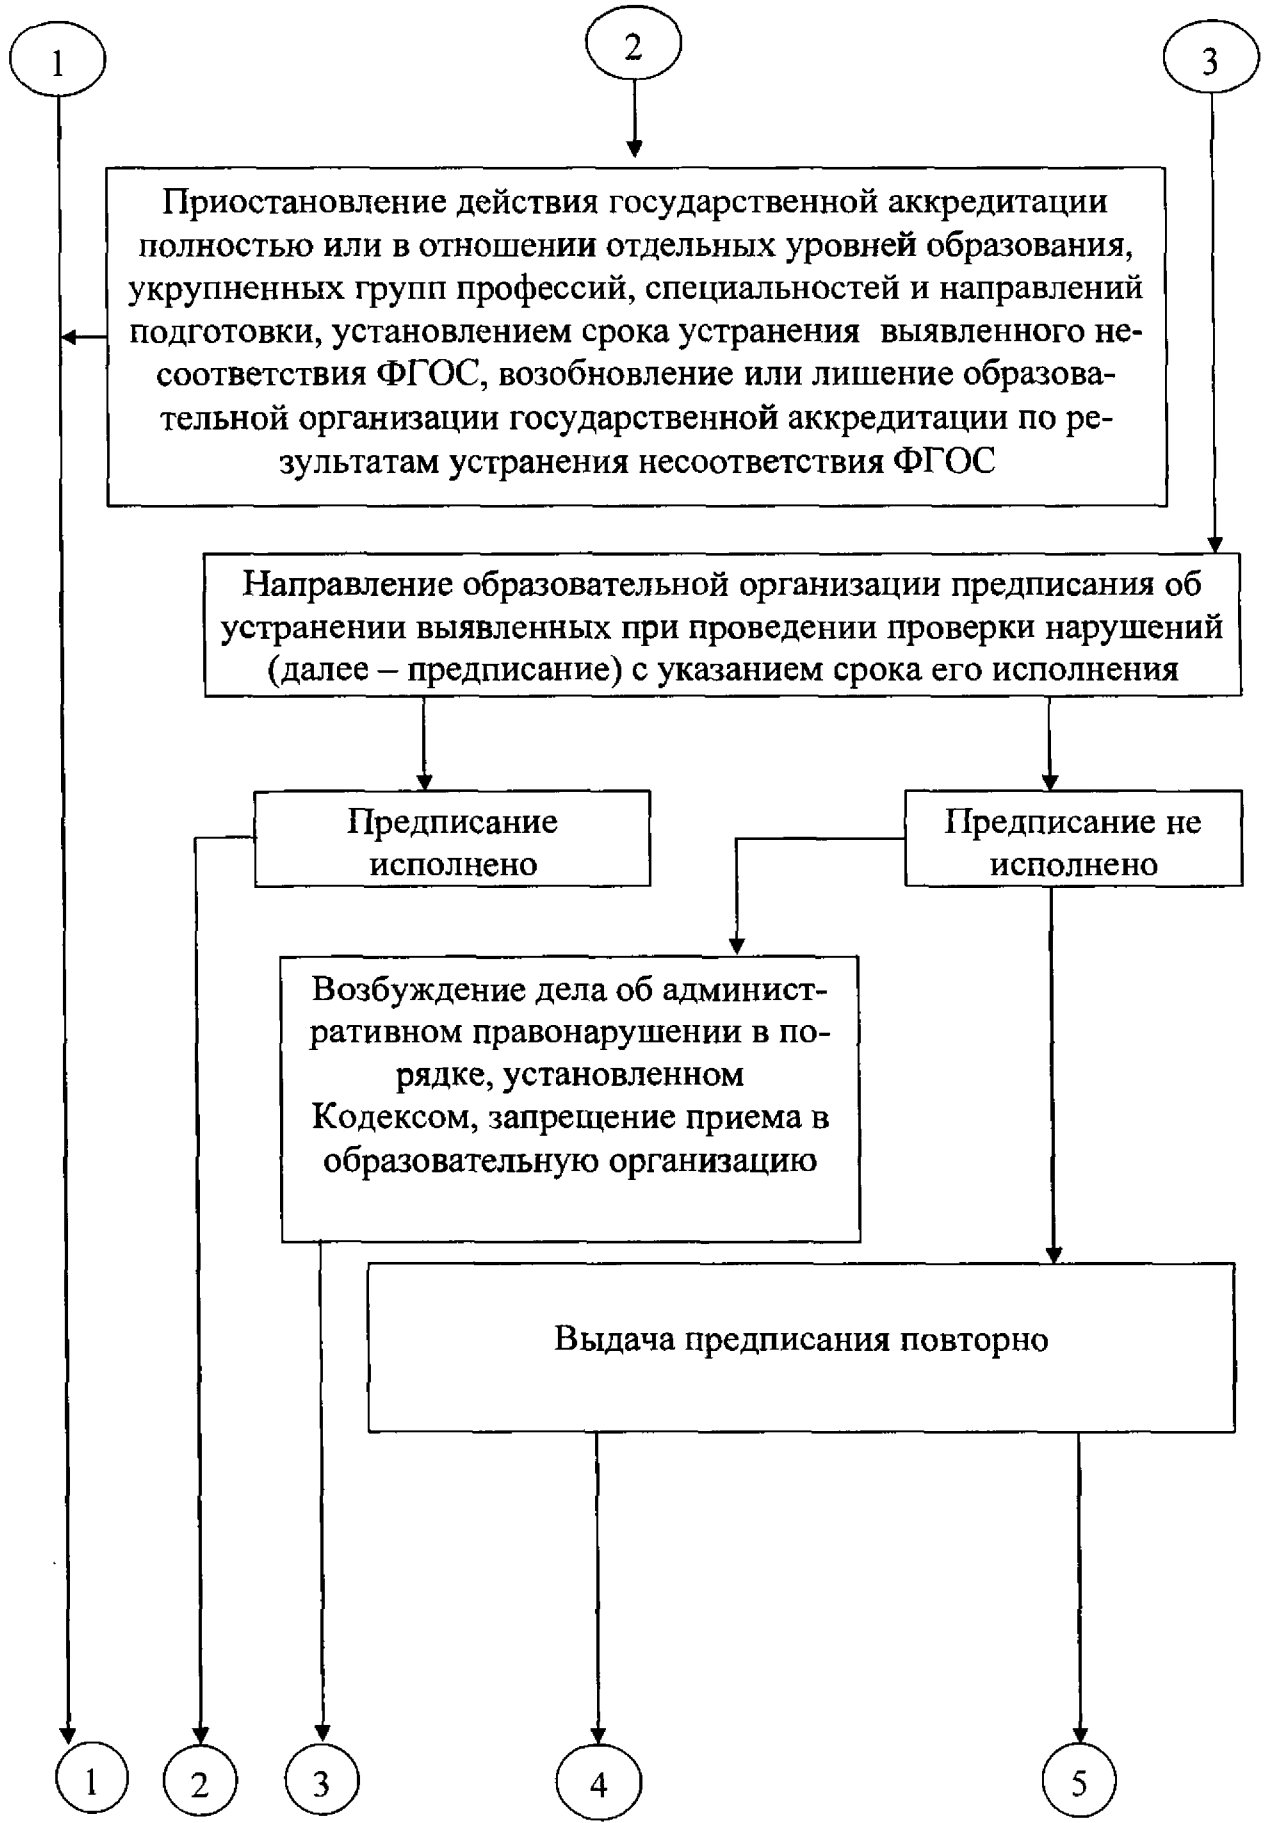 1
2
3
Приостановление действия государственной аккредитации
полностью или в отношении отдельных уровней образования,
укрупненных групп профессий, специальностей и направлений
подготовки, установлением срока устранения выявленного не-
соответствия ФГОС, возобновление или лишение образова-
тельной организации государственной аккредитации по ре-
зультатам устранения несоответствия ФГОС
Направление образовательной организации предписания об
устранении выявленных при проведении проверки нарушений
(далее – предписание) с указанием срока его исполнения
Предписание
исполнено
Предписание не
исполнено
Возбуждение дела об админист-
ративном правонарушении в по-
рядке, установленном
Кодексом, запрещение приема в
образовательную организацию
Выдача предписания повторно
1
2
3
4
5